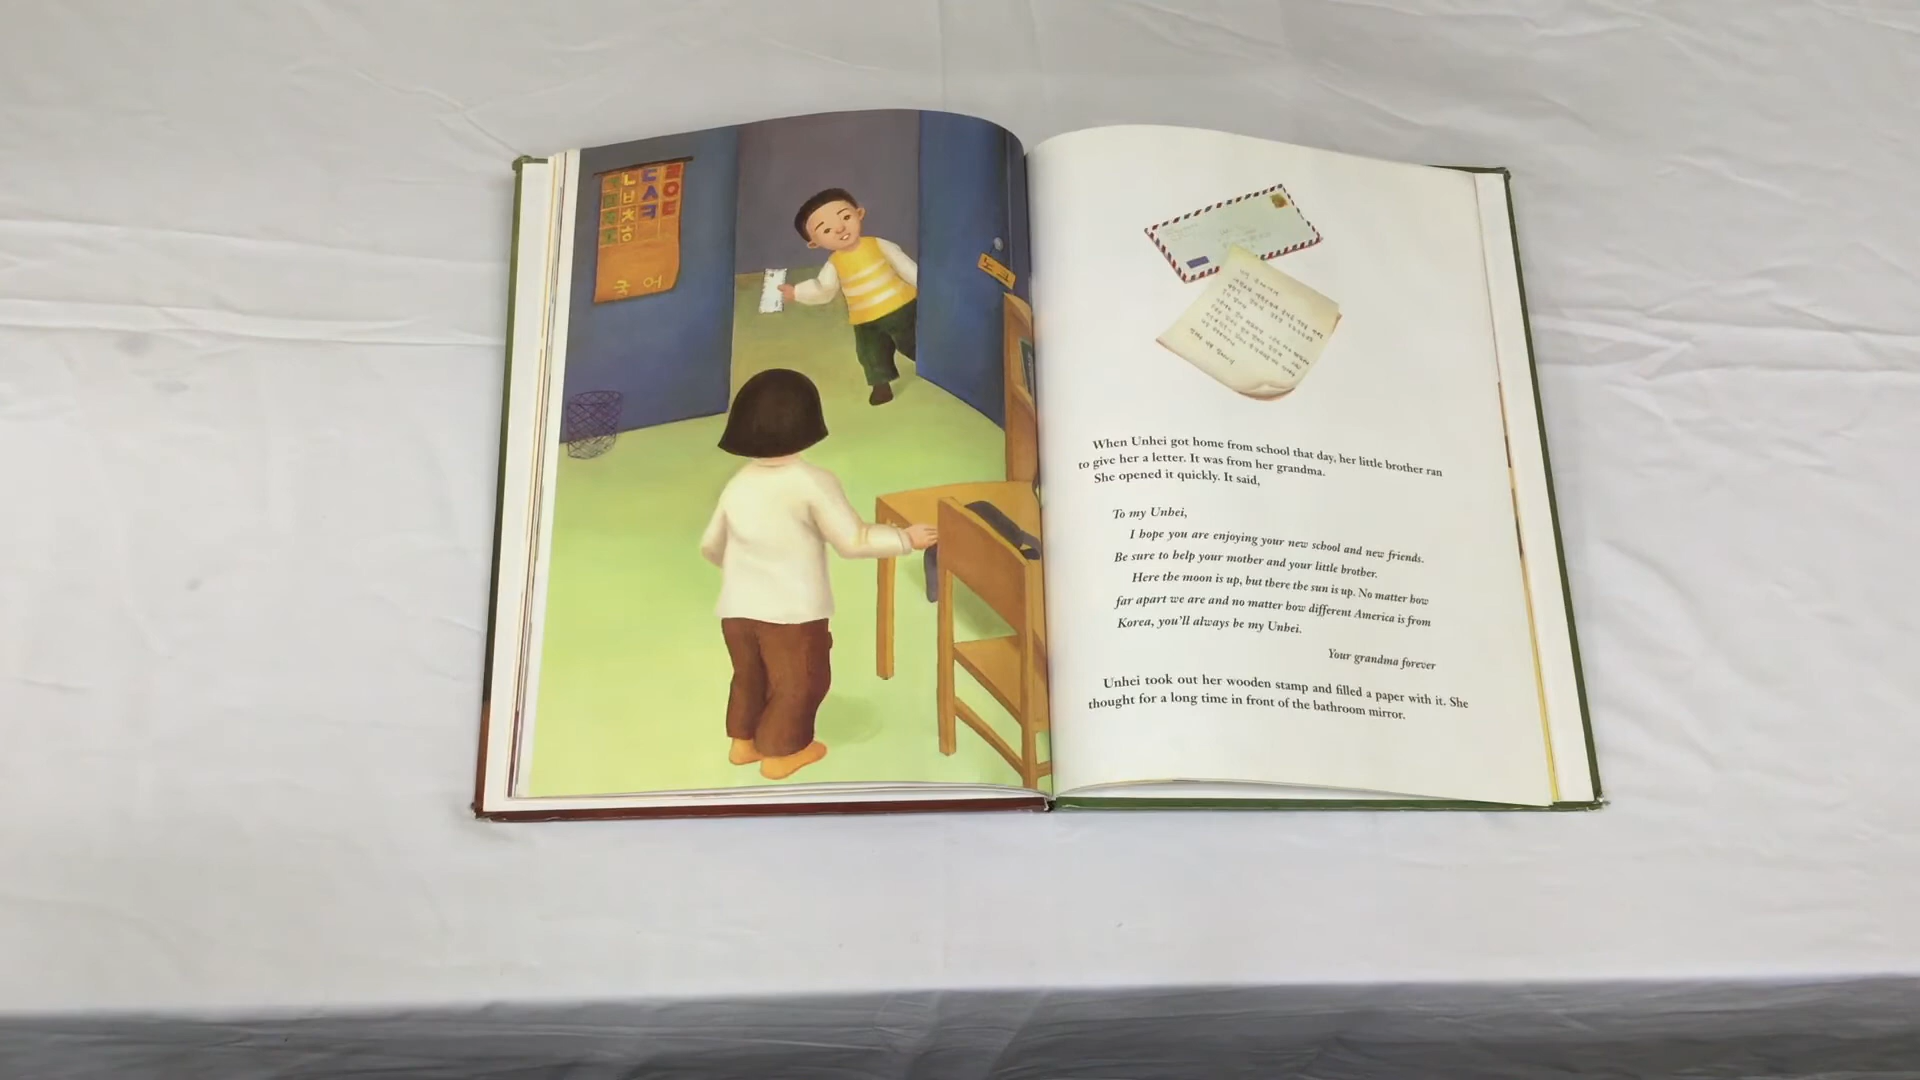 ㄴ ㄷ ㄹ
ㅂ ㅅ ㅇ
ㅊ ㅋ ㅌ
ㅎ
국어
노크
When Unhei got home from school that day, her little brother ran
to give her a letter. It was from her grandma.
She opened it quickly. It said,
To my Unhei,
I hope you are enjoying your new school and new friends.
Be sure to help your mother and your little brother.
Here the moon is up, but there the sun is up. No matter how
far apart we are and no matter how different America is from
Korea, you'll always be my Unhei.
Your grandma forever
Unhei took out her wooden stamp and filled a paper with it. She
thought for a long time in front of the bathroom mirror.